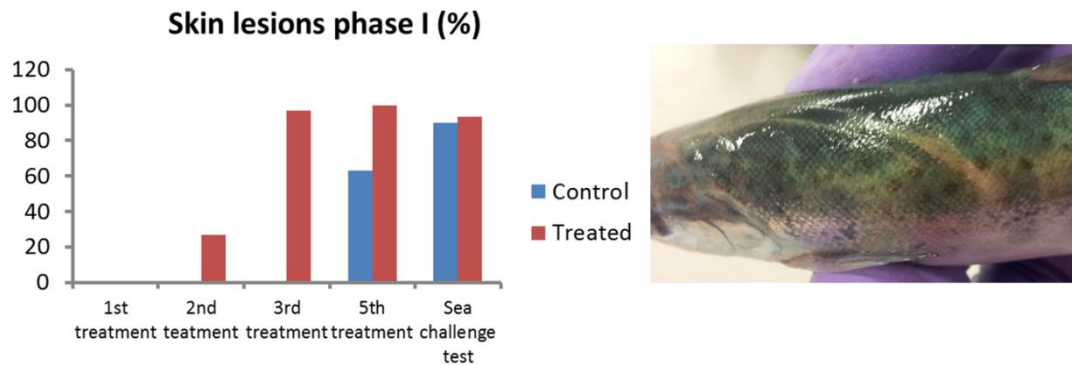 Skin lesions phase I (%)
120
100
80
60
40
20
0
1st
treatment
2nd
teatment
3rd
treatment
5th
treatment
Sea
challenge
test
Control
Treated